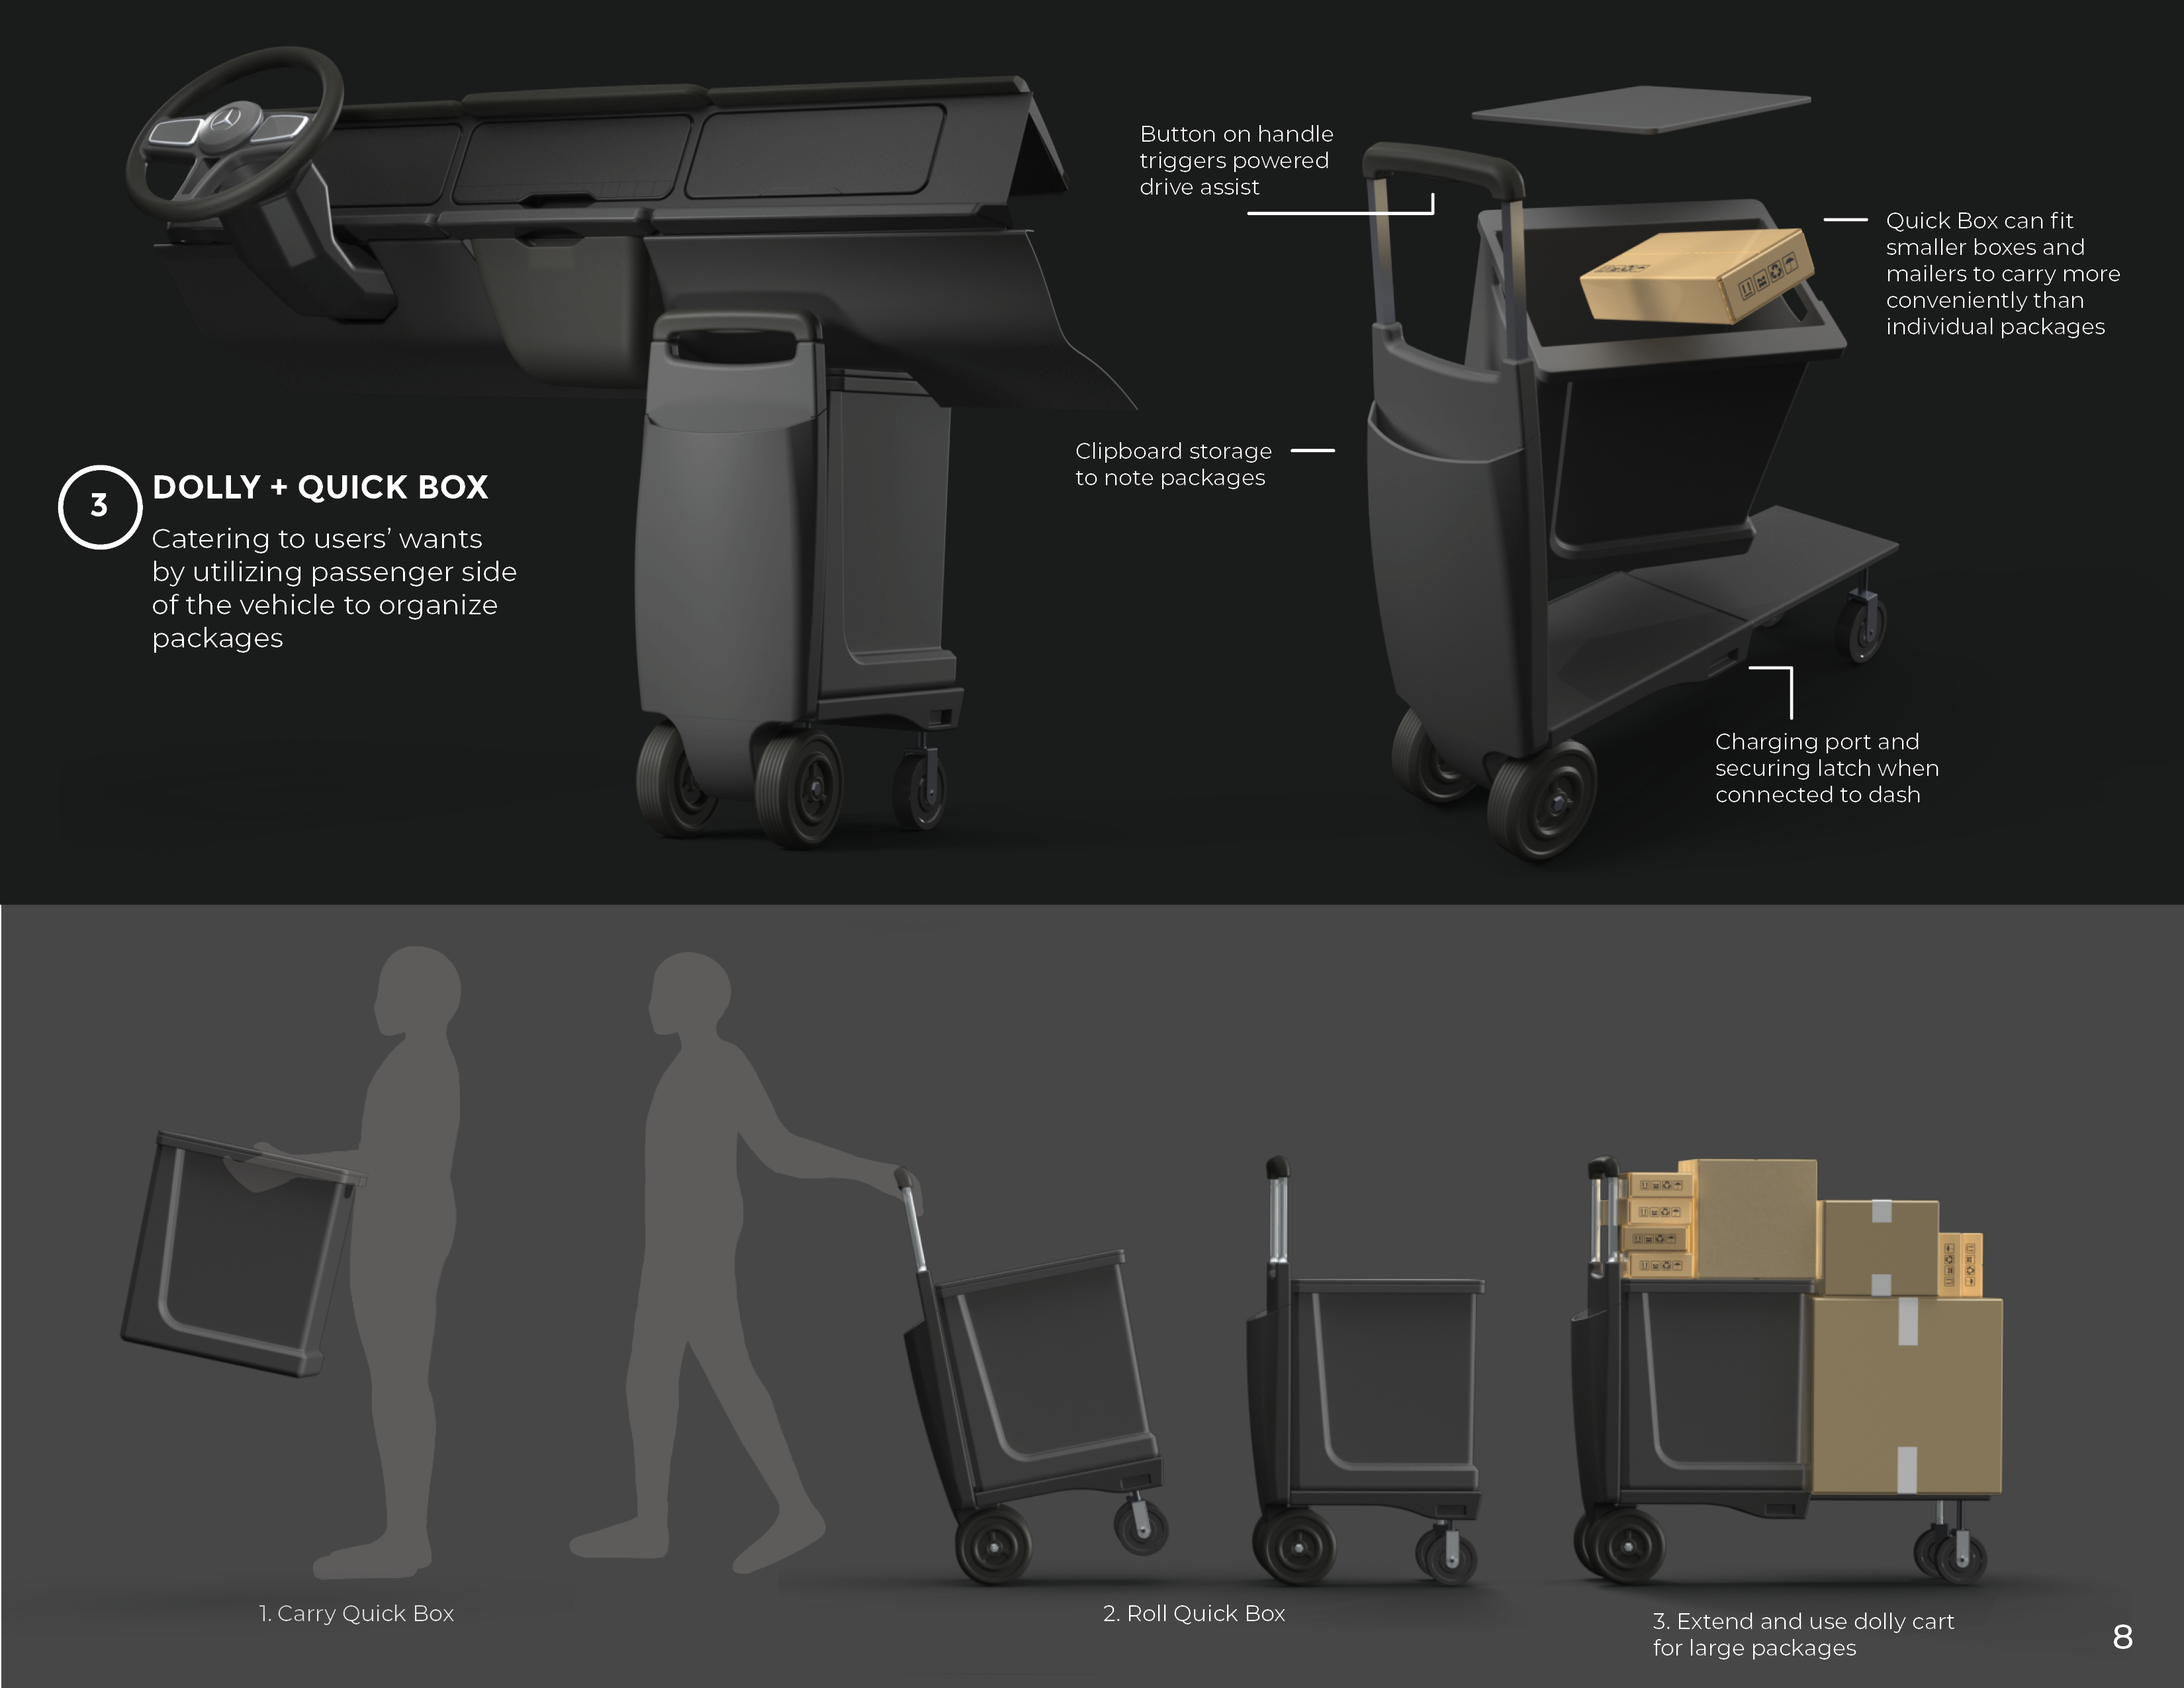 Button on handle
triggers powered
drive assist
Quick Box can fit
smaller boxes and
mailers to carry more
conveniently than
individual packages
Clipboard storage
to note packages
3
DOLLY + QUICK BOX
Catering to users’ wants
by utilizing passenger side
of the vehicle to organize
packages
Charging port and
securing latch when
connected to dash
1. Carry Quick Box
2. Roll Quick Box
3. Extend and use dolly cart
for large packages
8